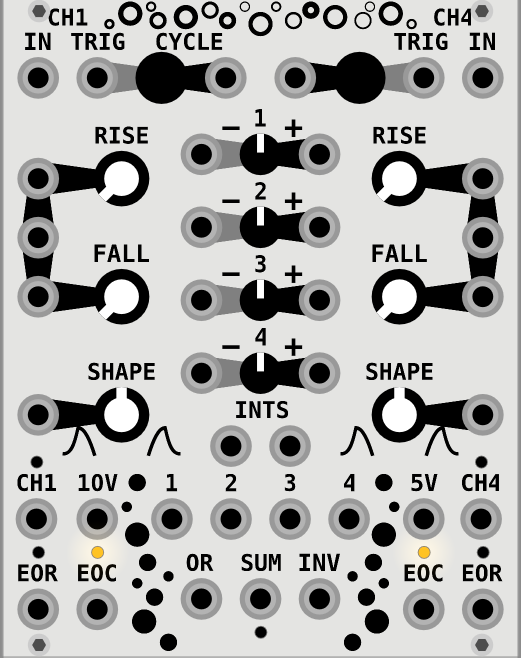 CH1 CH4
IN TRIG CYCLE TRIG IN
1
– +
RISE RISE
2
– +
FALL FALL
3
– +
4
– +
SHAPE SHAPE
INTS
CH1 10V 1 2 3 4 5V CH4
OR SUM INV
EOR EOC EOC EOR